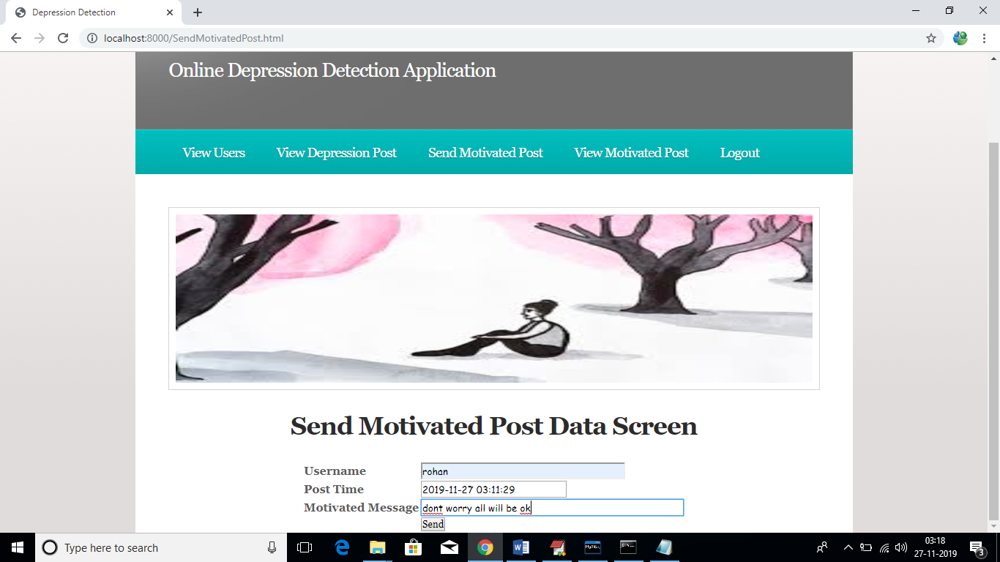 Depression Detection
localhost:8000/SendMotivatedPost.html
Online Depression Detection Application
View Users View Depression Post Send Motivated Post View Motivated Post Logout
Send Motivated Post Data Screen
Username rohan
Post Time 2019-11-27 03:11:29
Motivated Message dont worry all will be ok
Send
Type here to search
03:18
27-11-2019
3